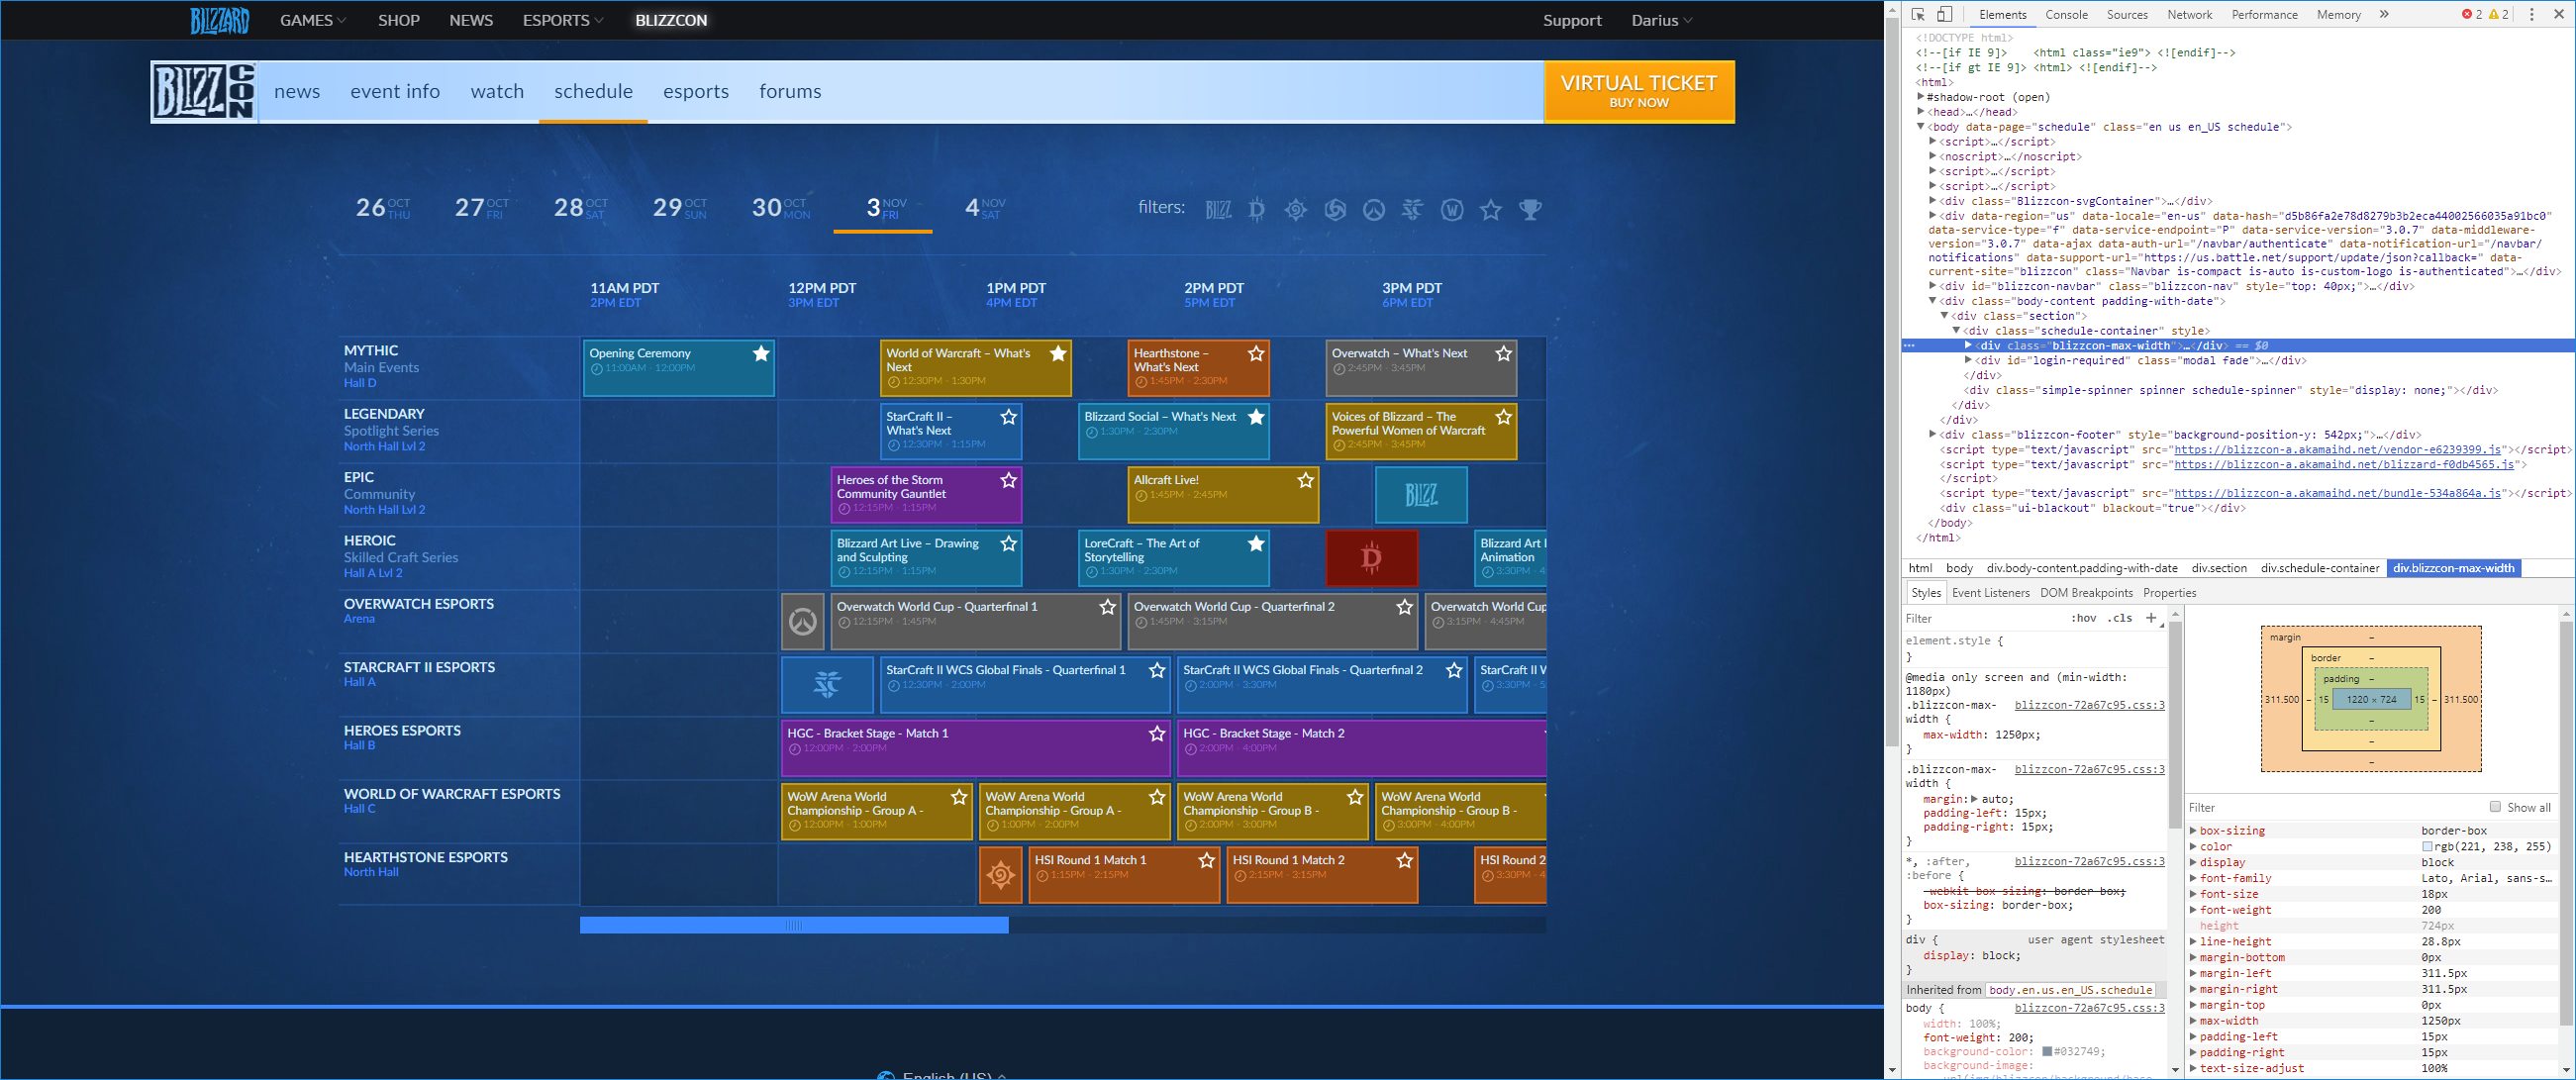 BLIZZARD GAMES SHOP NEWS ESPORTS BLIZZCON Support Darius
BLIZZ CON news event info watch schedule esports forums VIRTUAL TICKET
BUY NOW
26 OCT THU 27 OCT FRI 28 OCT SAT 29 OCT SUN 30 OCT MON 3 NOV FRI 4 NOV SAT filters: BLIZZ
11AM PDT 12PM PDT 1PM PDT 2PM PDT 3PM PDT
2PM EDT 3PM EDT 4PM EDT 5PM EDT 6PM EDT
MYTHIC
Main Events
Hall D
Opening Ceremony
11:00AM - 12:00PM
World of Warcraft – What's
Next
12:30PM - 1:30PM
Hearthstone –
What's Next
1:45PM - 2:30PM
Overwatch – What's Next
2:45PM - 3:45PM
LEGENDARY
Spotlight Series
North Hall Lvl 2
StarCraft II –
What's Next
12:30PM - 1:15PM
Blizzard Social – What's Next
1:30PM - 2:30PM
Voices of Blizzard – The
Powerful Women of Warcraft
2:45PM - 3:45PM
EPIC
Community
North Hall Lvl 2
Heroes of the Storm
Community Gauntlet
12:15PM - 1:15PM
Allcraft Live!
1:45PM - 2:45PM
BLIZZ
HEROIC
Skilled Craft Series
Hall A Lvl 2
Blizzard Art Live – Drawing
and Sculpting
12:15PM - 1:15PM
LoreCraft – The Art of
Storytelling
1:30PM - 2:30PM
Blizzard Art
Animation
3:30PM - 4
OVERWATCH ESPORTS
Arena
Overwatch World Cup - Quarterfinal 1
12:15PM - 1:45PM
Overwatch World Cup - Quarterfinal 2
1:45PM - 3:15PM
Overwatch World Cup
3:15PM - 4:45PM
STARCRAFT II ESPORTS
Hall A
StarCraft II WCS Global Finals - Quarterfinal 1
12:30PM - 2:00PM
StarCraft II WCS Global Finals - Quarterfinal 2
2:00PM - 3:30PM
StarCraft II W
3:30PM - 5
HEROES ESPORTS
Hall B
HGC - Bracket Stage - Match 1
12:00PM - 2:00PM
HGC - Bracket Stage - Match 2
2:00PM - 4:00PM
WORLD OF WARCRAFT ESPORTS
Hall C
WoW Arena World
Championship - Group A -
12:00PM - 1:00PM
WoW Arena World
Championship - Group A -
1:00PM - 2:00PM
WoW Arena World
Championship - Group B -
2:00PM - 3:00PM
WoW Arena World
Championship - Group B -
3:00PM - 4:00PM
HEARTHSTONE ESPORTS
North Hall
HSI Round 1 Match 1
1:15PM - 2:15PM
HSI Round 1 Match 2
2:15PM - 3:15PM
HSI Round 2
3:30PM - 4
English (US)
Elements Console Sources Network Performance Memory » 2 2
<!DOCTYPE html>
<!--[if IE 9]> <html class="ie9"> <![endif]-->
<!--[if gt IE 9]> <html> <![endif]-->
<html>
#shadow-root (open)
<head>…</head>
<body data-page="schedule" class="en us en_US schedule">
<script>…</script>
<noscript>…</noscript>
<script>…</script>
<script>…</script>
<div class="Blizzcon-svgContainer">…</div>
<div data-region="us" data-locale="en-us" data-hash="d5b86fa2e78d8279b3b2eca44002566035a91bc0"
data-service-type="f" data-service-endpoint="P" data-service-version="3.0.7" data-middleware-
version="3.0.7" data-ajax data-auth-url="/navbar/authenticate" data-notification-url="/navbar/
notifications" data-support-url="https://us.battle.net/support/update/json?callback=" data-
current-site="blizzcon" class="Navbar is-compact is-auto is-custom-logo is-authenticated">…</div>
<div id="blizzcon-navbar" class="blizzcon-nav" style="top: 40px;">…</div>
<div class="body-content padding-with-date">
<div class="section">
<div class="schedule-container" style>
<div class="blizzcon-max-width">…</div> == $0
<div id="login-required" class="modal fade">…</div>
</div>
<div class="simple-spinner spinner schedule-spinner" style="display: none;"></div>
</div>
</div>
<div class="blizzcon-footer" style="background-position-y: 542px;">…</div>
<script type="text/javascript" src="https://blizzcon-a.akamaihd.net/vendor-e6239399.js"></script>
<script type="text/javascript" src="https://blizzcon-a.akamaihd.net/blizzard-f0db4565.js">
</script>
<script type="text/javascript" src="https://blizzcon-a.akamaihd.net/bundle-534a864a.js"></script>
<div class="ui-blackout" blackout="true"></div>
</body>
</html>
html body div.body-content.padding-with-date div.section div.schedule-container div.blizzcon-max-width
Styles Event Listeners DOM Breakpoints Properties
Filter :hov .cls +
element.style {
}
@media only screen and (min-width:
1180px)
.blizzcon-max- blizzcon-72a67c95.css:3
width {
max-width: 1250px;
}
.blizzcon-max- blizzcon-72a67c95.css:3
width {
margin: auto;
padding-left: 15px;
padding-right: 15px;
}
*, :after, blizzcon-72a67c95.css:3
:before {
-webkit-box-sizing: border-box;
box-sizing: border-box;
}
div { user agent stylesheet
display: block;
}
Inherited from body.en.us.en_US.schedule
body { blizzcon-72a67c95.css:3
width: 100%;
font-weight: 200;
background-color: #032749;
background-image:
margin –
border –
padding –
311.500 – 15 1220 × 724 15 – 311.500
–
–
–
Filter Show all
box-sizing border-box
color rgb(221, 238, 255)
display block
font-family Lato, Arial, sans-s…
font-size 18px
font-weight 200
height 724px
line-height 28.8px
margin-bottom 0px
margin-left 311.5px
margin-right 311.5px
margin-top 0px
max-width 1250px
padding-left 15px
padding-right 15px
text-size-adjust 100%